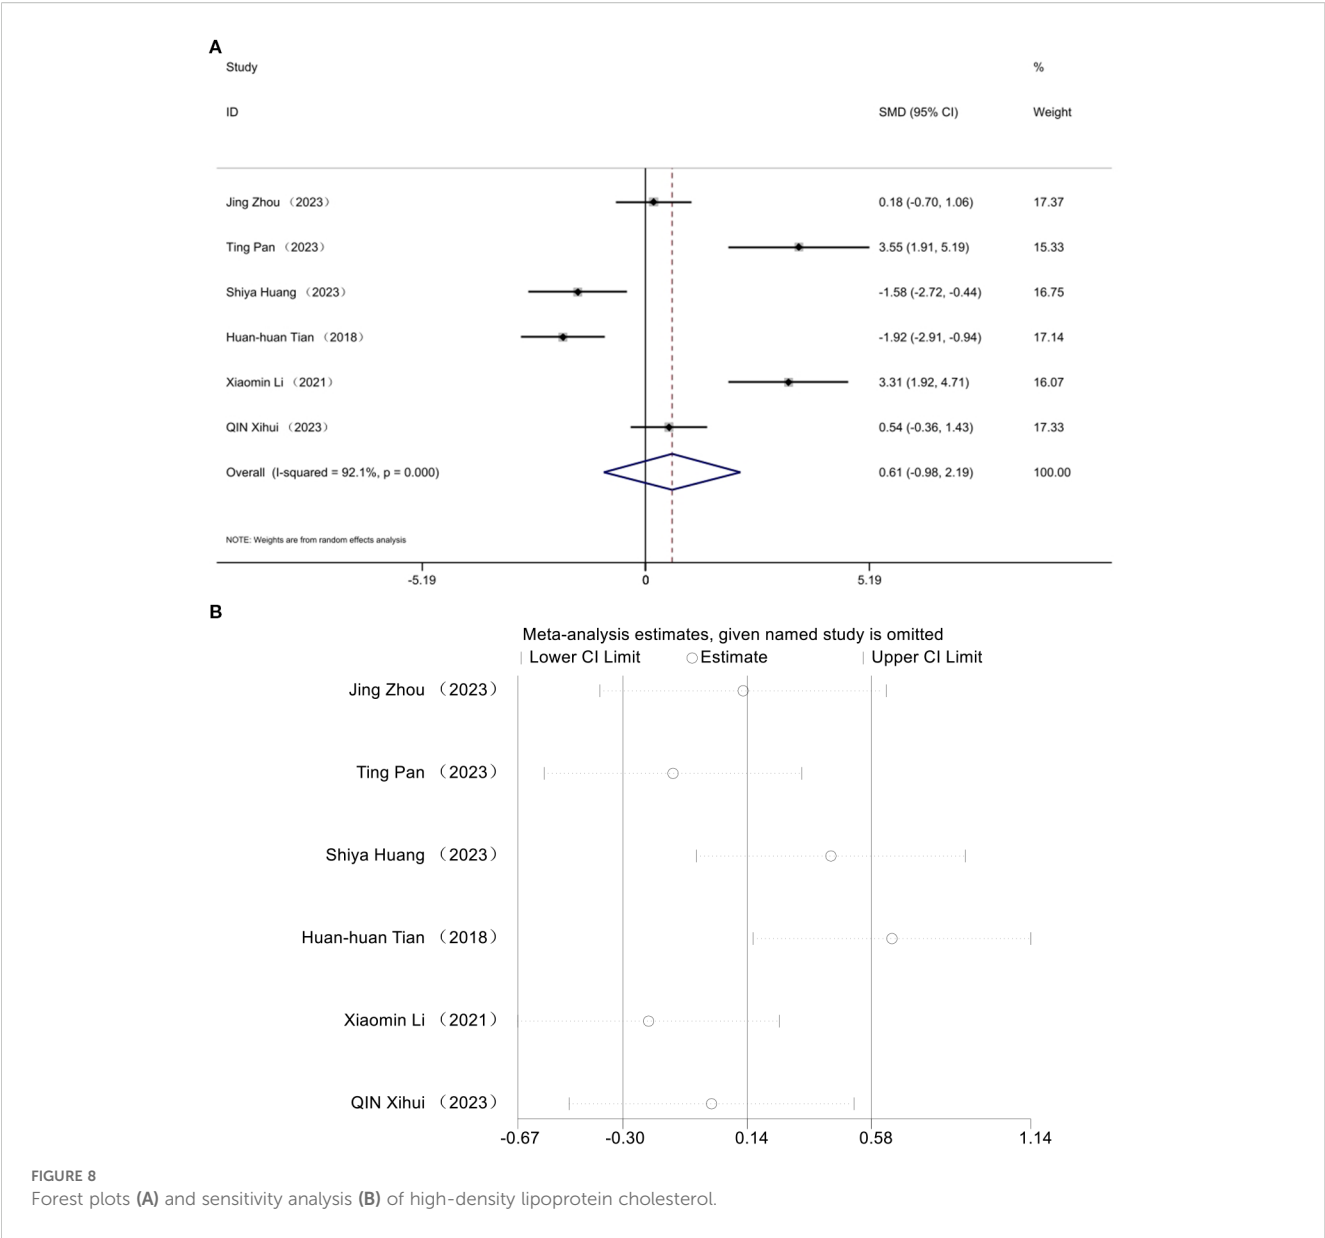 A
Study %
ID SMD (95% CI) Weight
Jing Zhou （2023） 0.18 (-0.70, 1.06) 17.37
Ting Pan （2023） 3.55 (1.91, 5.19) 15.33
Shiya Huang （2023） -1.58 (-2.72, -0.44) 16.75
Huan-huan Tian （2018） -1.92 (-2.91, -0.94) 17.14
Xiaomin Li （2021） 3.31 (1.92, 4.71) 16.07
QIN Xihui （2023） 0.54 (-0.36, 1.43) 17.33
Overall (I-squared = 92.1%, p = 0.000) 0.61 (-0.98, 2.19) 100.00
NOTE: Weights are from random effects analysis
-5.19 0 5.19
B
Meta-analysis estimates, given named study is omitted
Lower CI Limit Estimate Upper CI Limit
Jing Zhou （2023）
Ting Pan （2023）
Shiya Huang （2023）
Huan-huan Tian （2018）
Xiaomin Li （2021）
QIN Xihui （2023）
-0.67 -0.30 0.14 0.58 1.14
FIGURE 8
Forest plots (A) and sensitivity analysis (B) of high-density lipoprotein cholesterol.